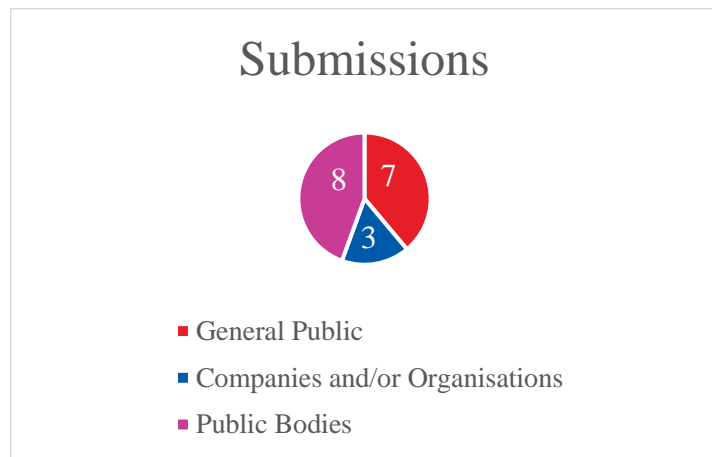 Submissions
8 7
3
General Public
Companies and/or Organisations
Public Bodies